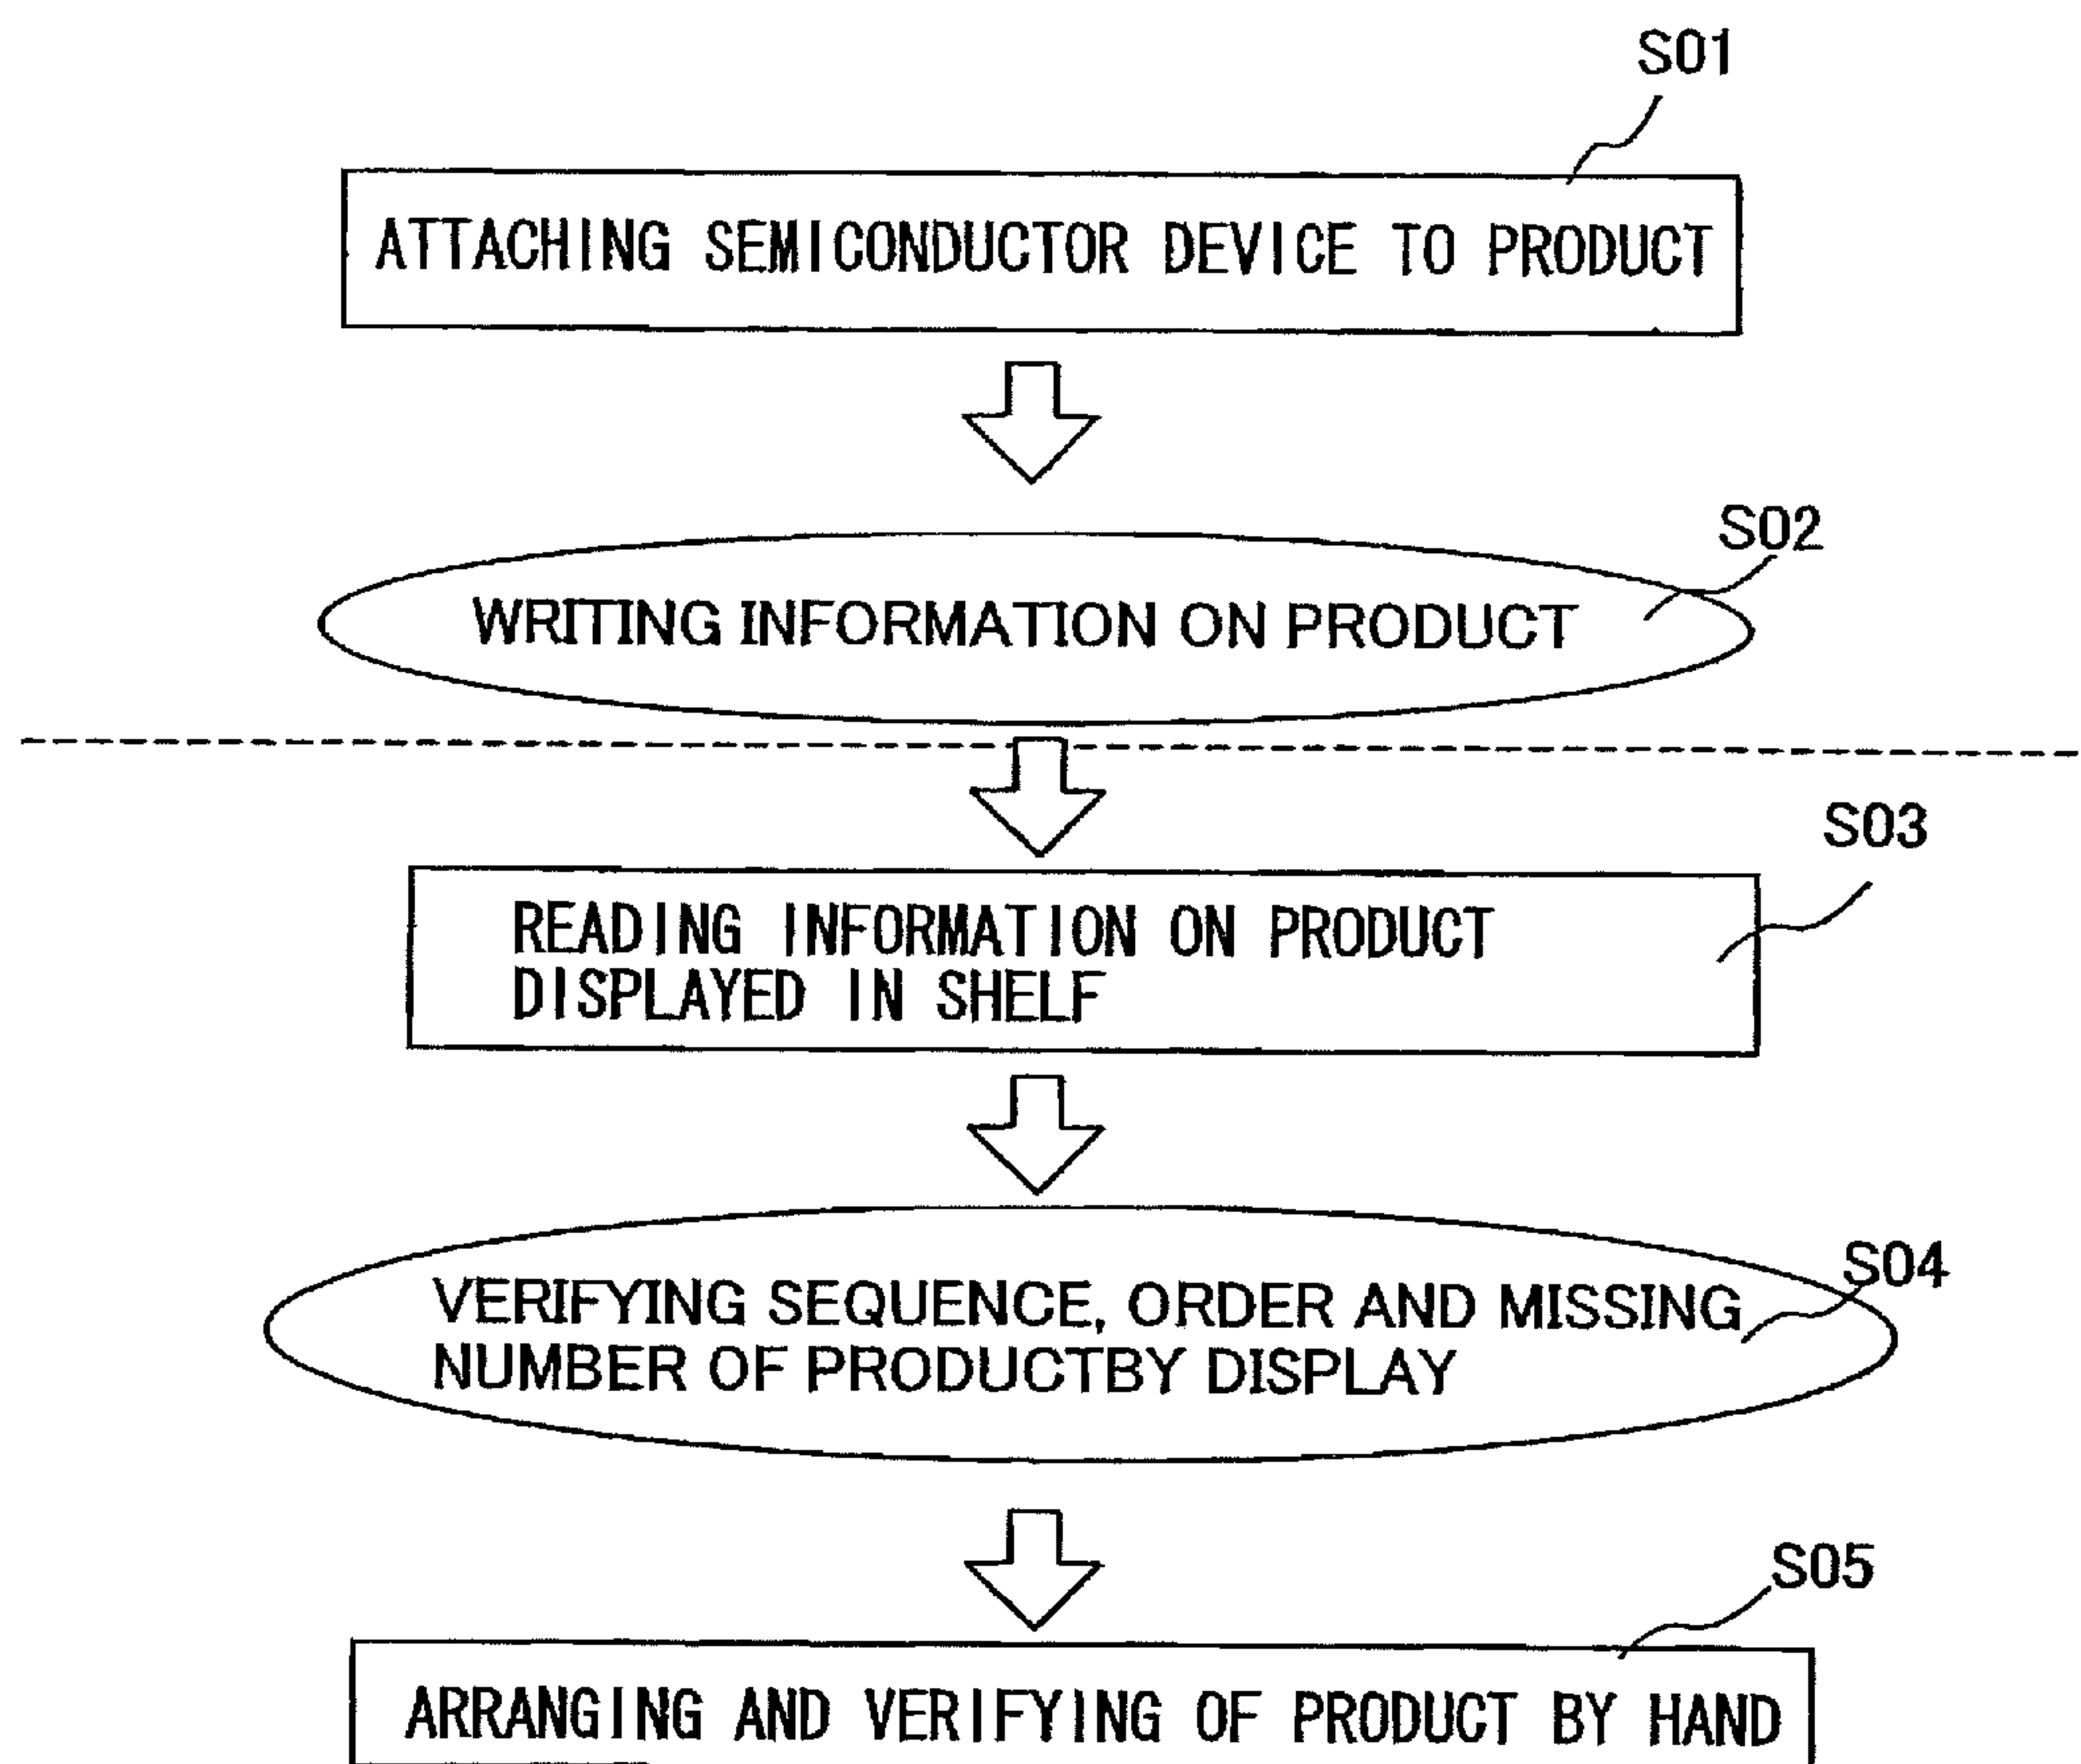 S01
ATTACHING SEMICONDUCTOR DEVICE TO PRODUCT
S02
WRITING INFORMATION ON PRODUCT
S03
READING INFORMATION ON PRODUCT
DISPLAYED IN SHELF
S04
VERIFYING SEQUENCE, ORDER AND MISSING
NUMBER OF PRODUCTBY DISPLAY
S05
ARRANGING AND VERIFYING OF PRODUCT BY HAND